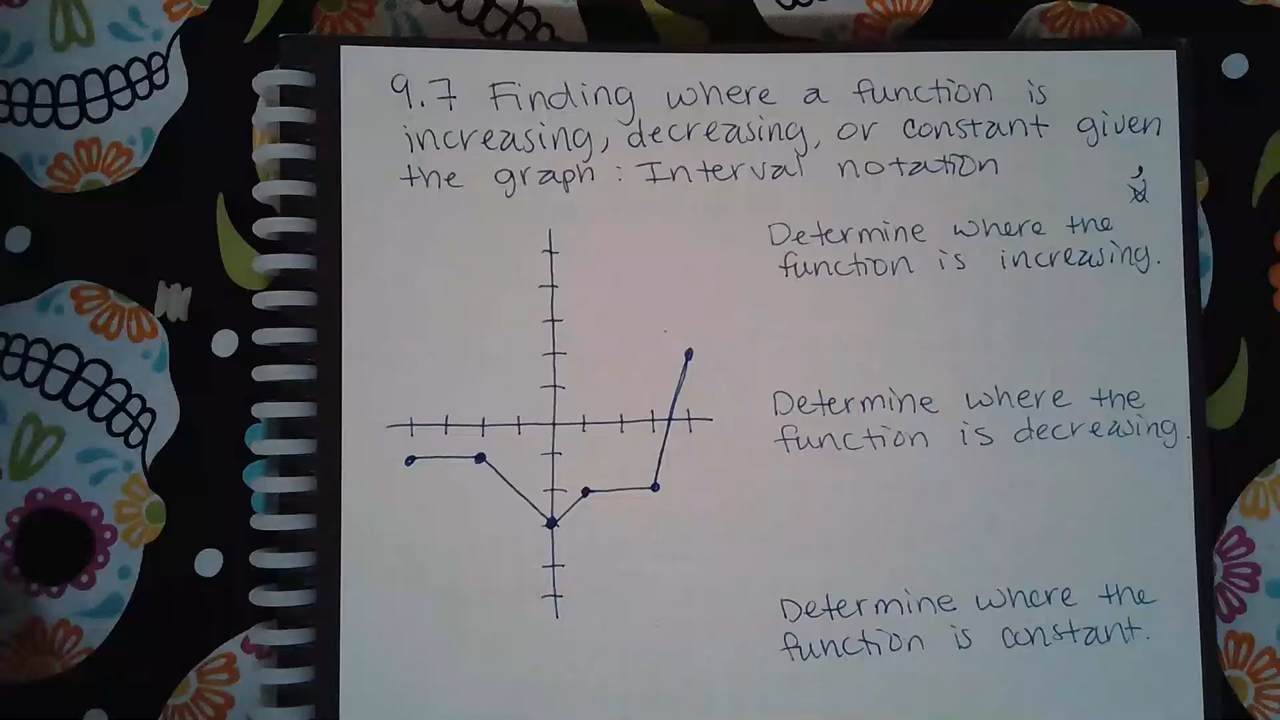 9.7 Finding where a function is
increasing, decreasing, or constant given
the graph: Interval notation
Determine where the
function is increasing.
Determine where the
function is decreasing.
Determine where the
function is constant.